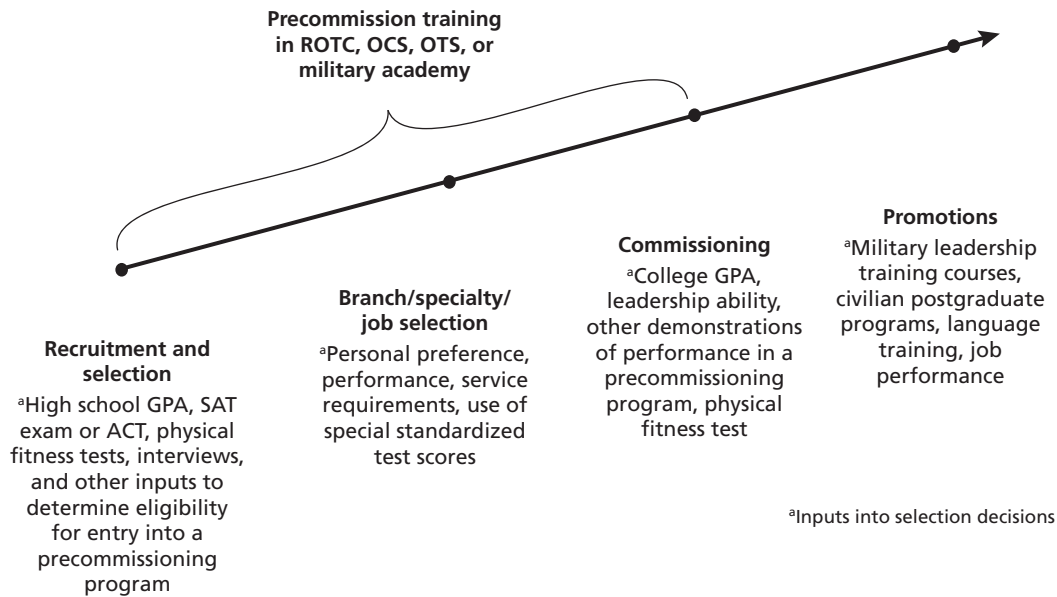 Precommission training
in ROTC, OCS, OTS, or
military academy
Recruitment and
selection
ᵃHigh school GPA, SAT
exam or ACT, physical
fitness tests, interviews,
and other inputs to
determine eligibility
for entry into a
precommissioning
program
Branch/specialty/
job selection
ᵃPersonal preference,
performance, service
requirements, use of
special standardized
test scores
Commissioning
ᵃCollege GPA,
leadership ability,
other demonstrations
of performance in a
precommissioning
program, physical
fitness test
Promotions
ᵃMilitary leadership
training courses,
civilian postgraduate
programs, language
training, job
performance
ᵃInputs into selection decisions